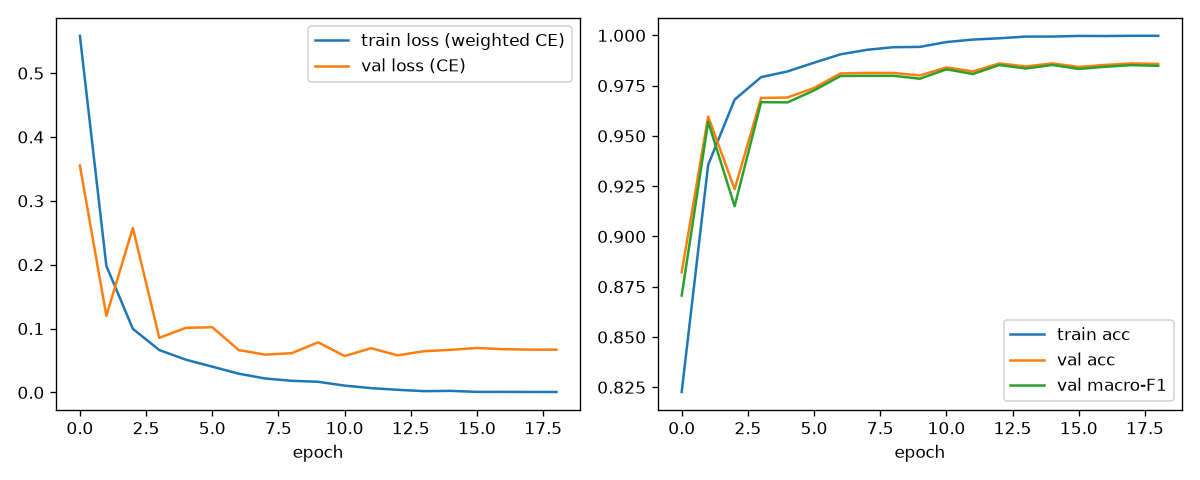 train loss (weighted CE)
val loss (CE)
0.5
0.4
0.3
0.2
0.1
0.0
0.0 2.5 5.0 7.5 10.0 12.5 15.0 17.5
epoch
1.000
0.975
0.950
0.925
0.900
0.875
0.850
0.825
train acc
val acc
val macro-F1
0.0 2.5 5.0 7.5 10.0 12.5 15.0 17.5
epoch